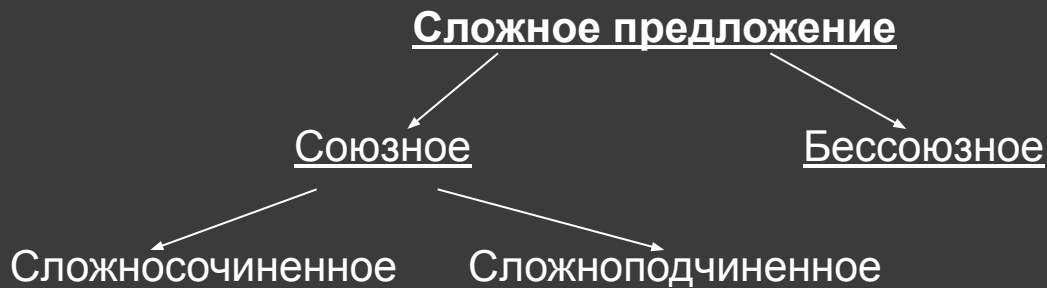 Сложное предложение
Союзное Бессоюзное
Сложносочиненное Сложноподчиненное